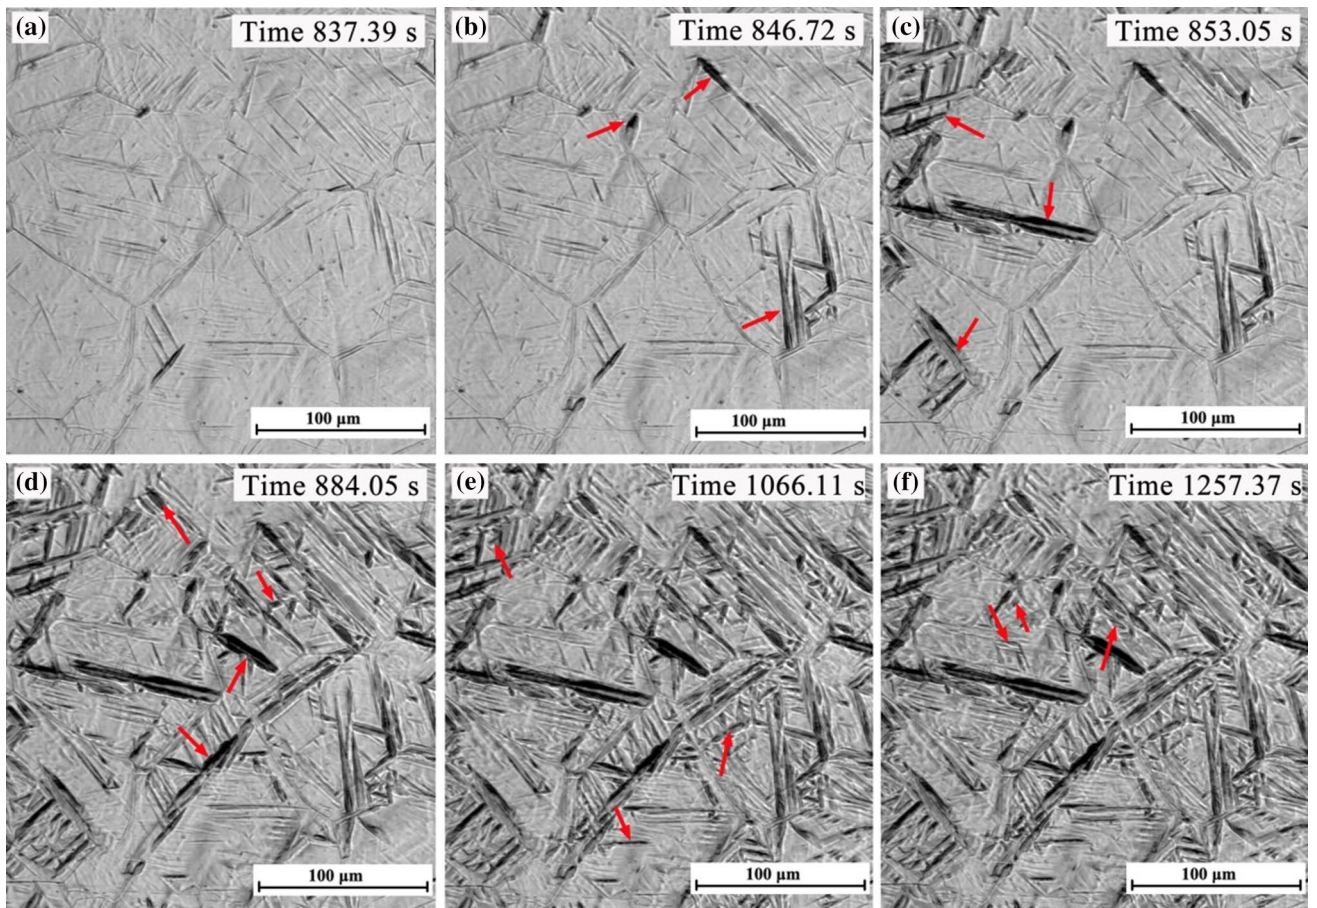 (a) Time 837.39 s
(b) Time 846.72 s
(c) Time 853.05 s
100 µm
100 µm
100 µm
(d) Time 884.05 s
(e) Time 1066.11 s
(f) Time 1257.37 s
100 µm
100 µm
100 µm